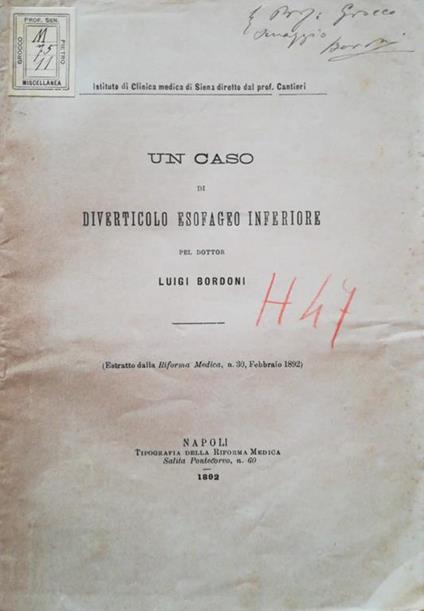 PROF. SEN.
GROCCO
PIETRO
M
75
11
MISCELLANEA
Prof. Grocco
omaggio
Bordoni
Istituto di Clinica medica di Siena diretto dal prof. Cantieri
UN CASO
DI
DIVERTICOLO ESOFAGEO INFERIORE
PEL DOTTOR
LUIGI BORDONI
H47
(Estratto dalla Riforma Medica, n. 30, Febbraio 1892)
NAPOLI
TIPOGRAFIA DELLA RIFORMA MEDICA
Salita Pontecorvo, n. 60
1892